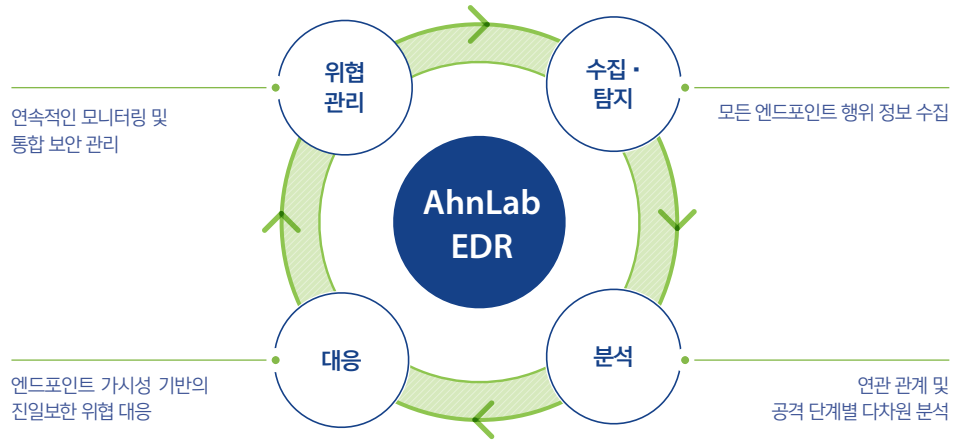 위협
관리
수집 ·
탐지
연속적인 모니터링 및
통합 보안 관리
모든 엔드포인트 행위 정보 수집
AhnLab
EDR
대응
분석
엔드포인트 가시성 기반의
진일보한 위협 대응
연관 관계 및
공격 단계별 다차원 분석